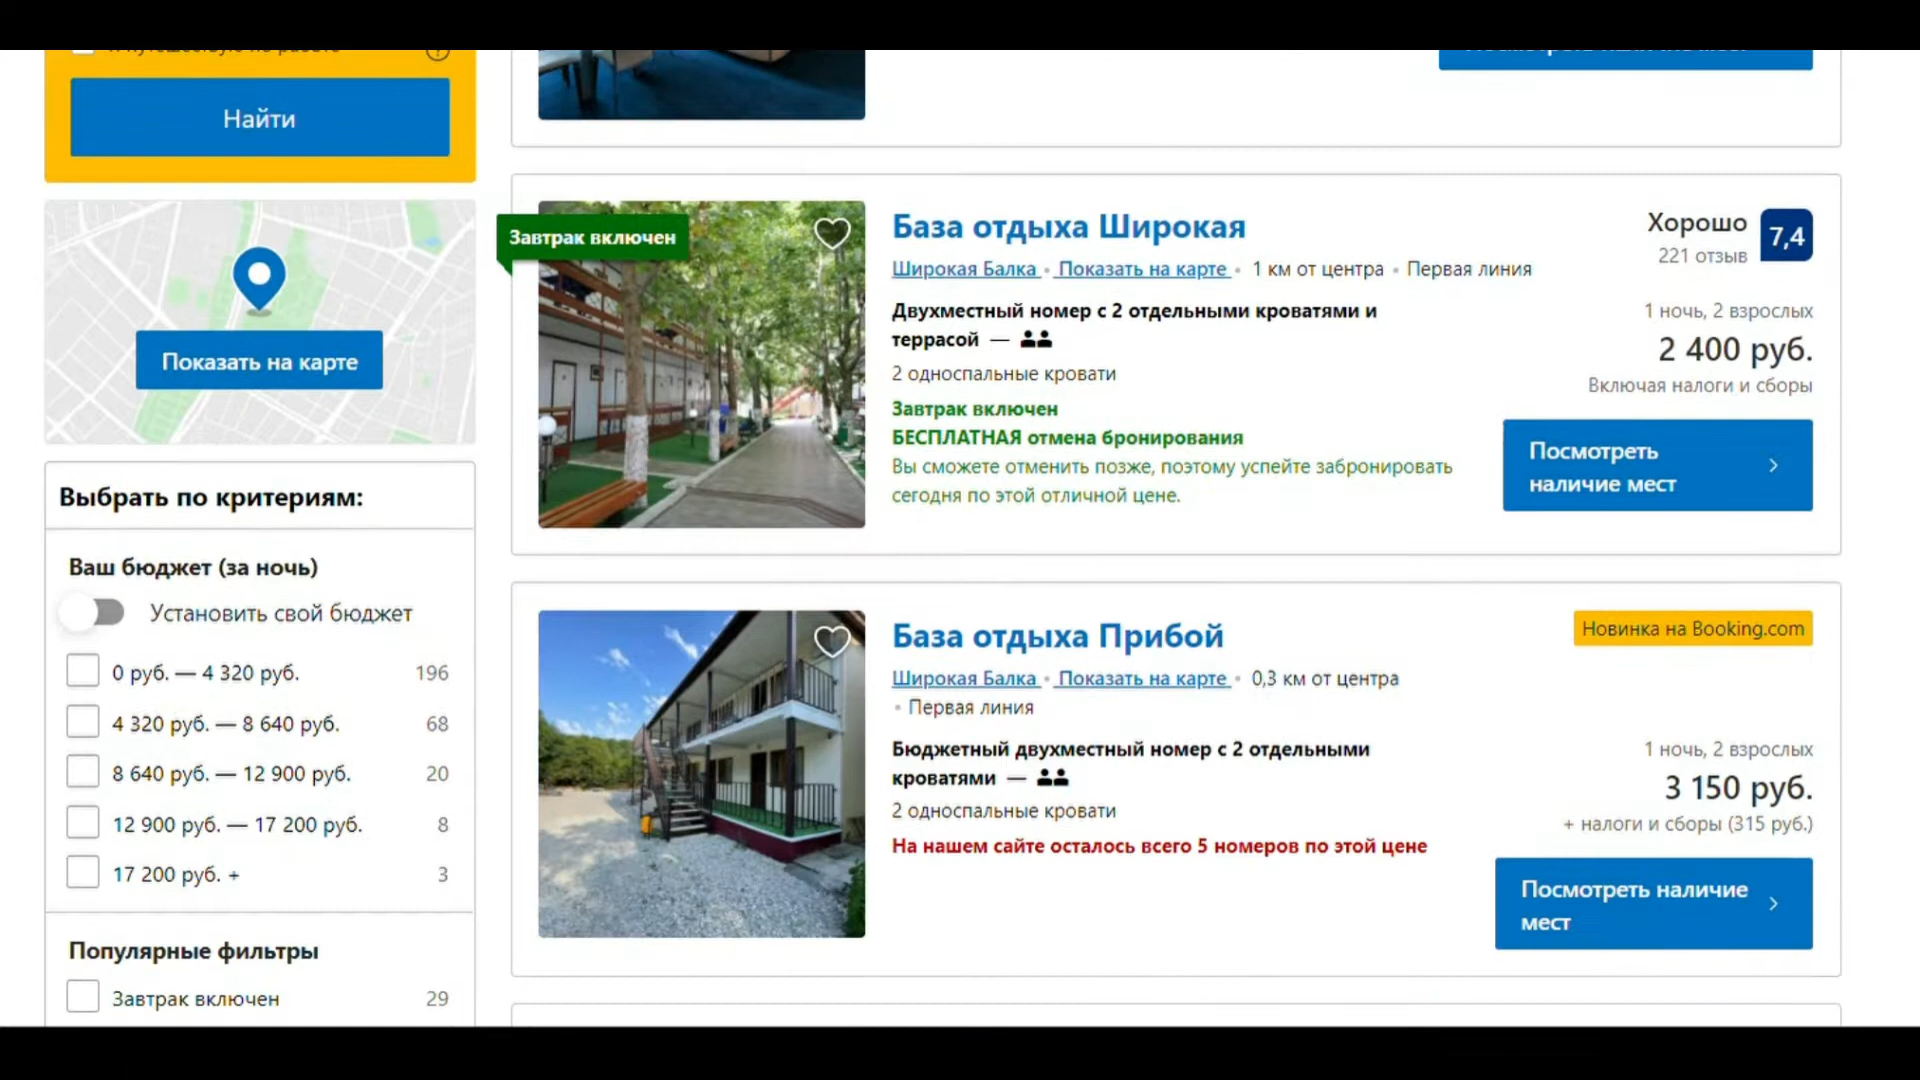 Найти
Показать на карте
Выбрать по критериям:
Ваш бюджет (за ночь)
Установить свой бюджет
0 руб. — 4 320 руб. 196
4 320 руб. — 8 640 руб. 68
8 640 руб. — 12 900 руб. 20
12 900 руб. — 17 200 руб. 8
17 200 руб. + 3
Популярные фильтры
Завтрак включен 29
Завтрак включен
База отдыха Широкая
Широкая Балка • Показать на карте • 1 км от центра • Первая линия
Двухместный номер с 2 отдельными кроватями и
террасой —
2 односпальные кровати
Завтрак включен
БЕСПЛАТНАЯ отмена бронирования
Вы сможете отменить позже, поэтому успейте забронировать
сегодня по этой отличной цене.
Хорошо 7,4
221 отзыв
1 ночь, 2 взрослых
2 400 руб.
Включая налоги и сборы
Посмотреть
наличие мест
База отдыха Прибой
Широкая Балка • Показать на карте • 0,3 км от центра
• Первая линия
Бюджетный двухместный номер с 2 отдельными
кроватями —
2 односпальные кровати
На нашем сайте осталось всего 5 номеров по этой цене
Новинка на Booking.com
1 ночь, 2 взрослых
3 150 руб.
+ налоги и сборы (315 руб.)
Посмотреть наличие
мест